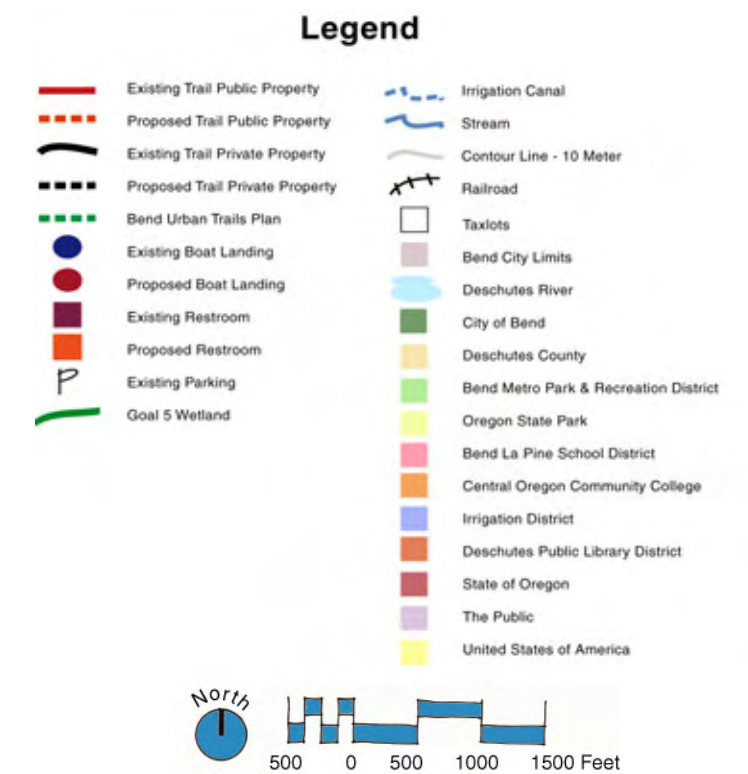 Legend
Existing Trail Public Property
Proposed Trail Public Property
Existing Trail Private Property
Proposed Trail Private Property
Bend Urban Trails Plan
Existing Boat Landing
Proposed Boat Landing
Existing Restroom
Proposed Restroom
P
Existing Parking
Goal 5 Wetland
Irrigation Canal
Stream
Contour Line - 10 Meter
Railroad
Taxlots
Bend City Limits
Deschutes River
City of Bend
Deschutes County
Bend Metro Park & Recreation District
Oregon State Park
Bend La Pine School District
Central Oregon Community College
Irrigation District
Deschutes Public Library District
State of Oregon
The Public
United States of America
North
500 0 500 1000 1500 Feet